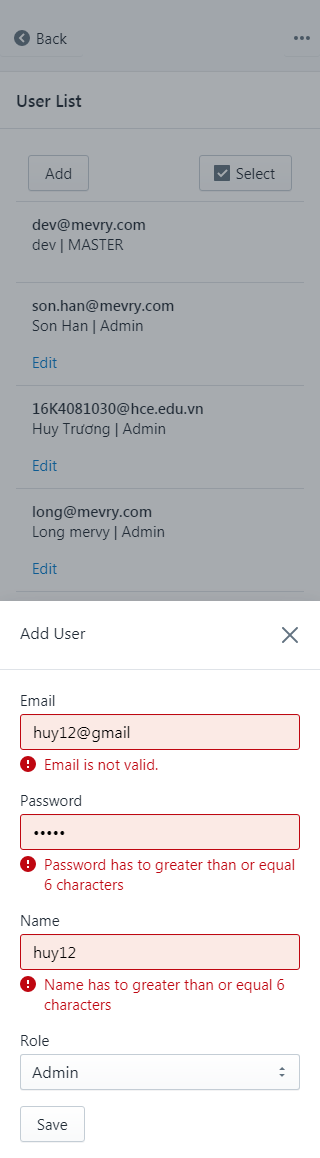 Back
User List
Add
Select
dev@mevry.com
dev | MASTER
son.han@mevry.com
Son Han | Admin
Edit
16K4081030@hce.edu.vn
Huy Trương | Admin
Edit
long@mevry.com
Long mervy | Admin
Edit
Add User
Email
huy12@gmail
Email is not valid.
Password
•••••
Password has to greater than or equal
6 characters
Name
huy12
Name has to greater than or equal 6
characters
Role
Admin
Save